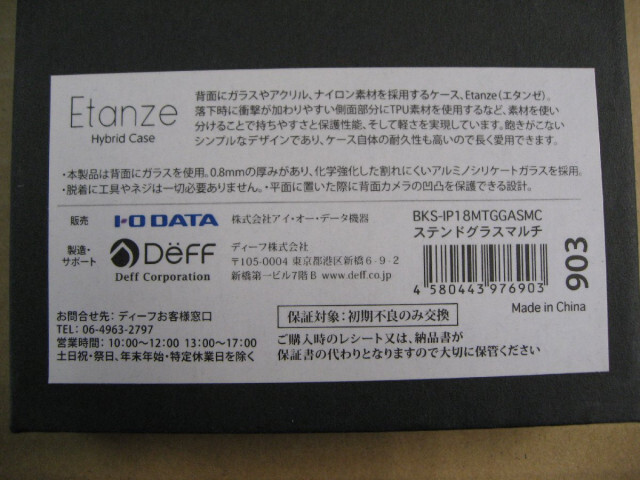 Etanze
Hybrid Case
背面にガラスやアクリル、ナイロン素材を採用するケース、Etanze(エタンゼ)。
落下時に衝撃が加わりやすい側面部分にTPU素材を使用するなど、素材を使い
分けることで持ちやすさと保護性能、そして軽さを実現しています。飽きがこない
シンプルなデザインであり、ケース自体の耐久性も高いので長く愛用できます。
・本製品は背面にガラスを使用。0.8mmの厚みがあり、化学強化した割れにくいアルミノシリケートガラスを採用。
・脱着に工具やネジは一切必要ありません。・平面に置いた際に背面カメラの凹凸を保護できる設計。
販売 I-O DATA 株式会社アイ・オー・データ機器
製造・
サポート
DëFF
Deff Corporation
ディーフ株式会社
〒105-0004 東京都港区新橋6-9-2
新橋第一ビル7階B www.deff.co.jp
BKS-IP18MTGGASMC
ステンドグラスマルチ
4 580443 976903
903
Made in China
お問合せ先：ディーフお客様窓口
TEL: 06-4963-2797
営業時間：10:00〜12:00 13:00〜17:00
土日祝・祭日、年末年始・特定休業日を除く
保証対象：初期不良のみ交換
ご購入時のレシート又は、納品書が
保証書の代わりとなりますので大切に保管ください